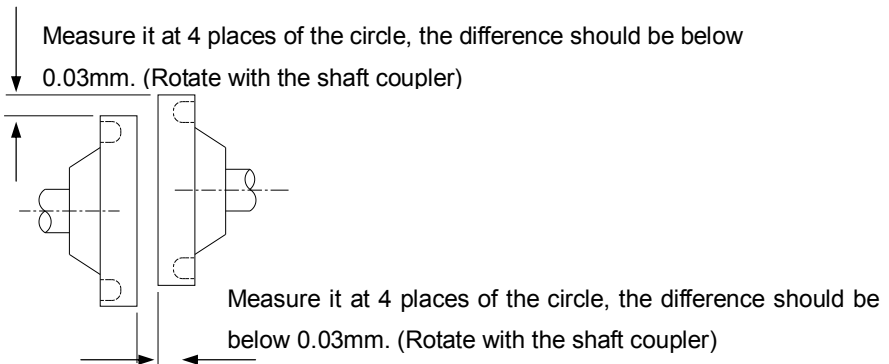 Measure it at 4 places of the circle, the difference should be below
0.03mm. (Rotate with the shaft coupler)
Measure it at 4 places of the circle, the difference should be
below 0.03mm. (Rotate with the shaft coupler)